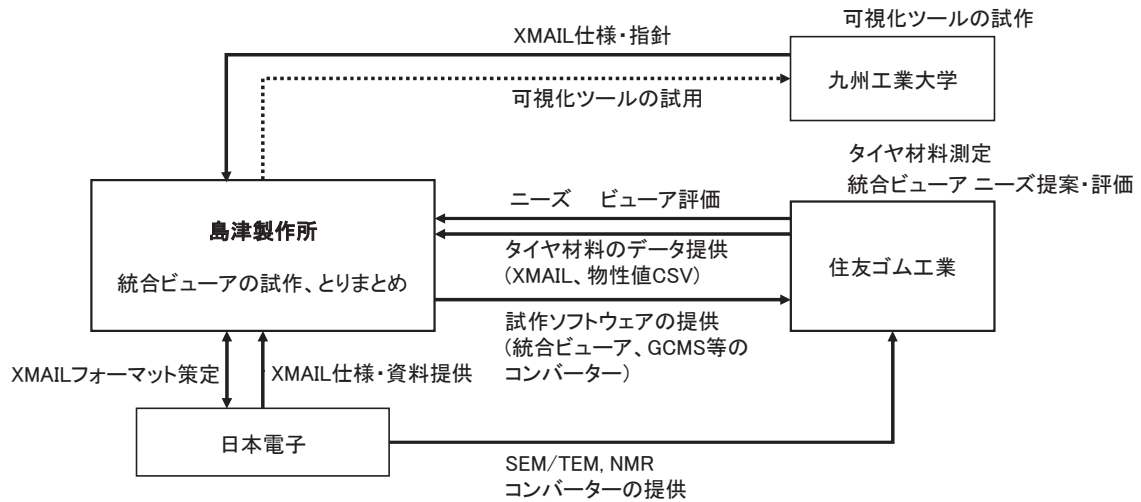 可視化ツールの試作
XMAIL仕様・指針
九州工業大学
可視化ツールの試用
タイヤ材料測定
統合ビューア ニーズ提案・評価
ニーズ ビューア評価
島津製作所
統合ビューアの試作、とりまとめ
タイヤ材料のデータ提供
(XMAIL、物性値CSV)
住友ゴム工業
試作ソフトウェアの提供
(統合ビューア、GCMS等の
コンバーター)
XMAILフォーマット策定
XMAIL仕様・資料提供
日本電子
SEM/TEM, NMR
コンバーターの提供